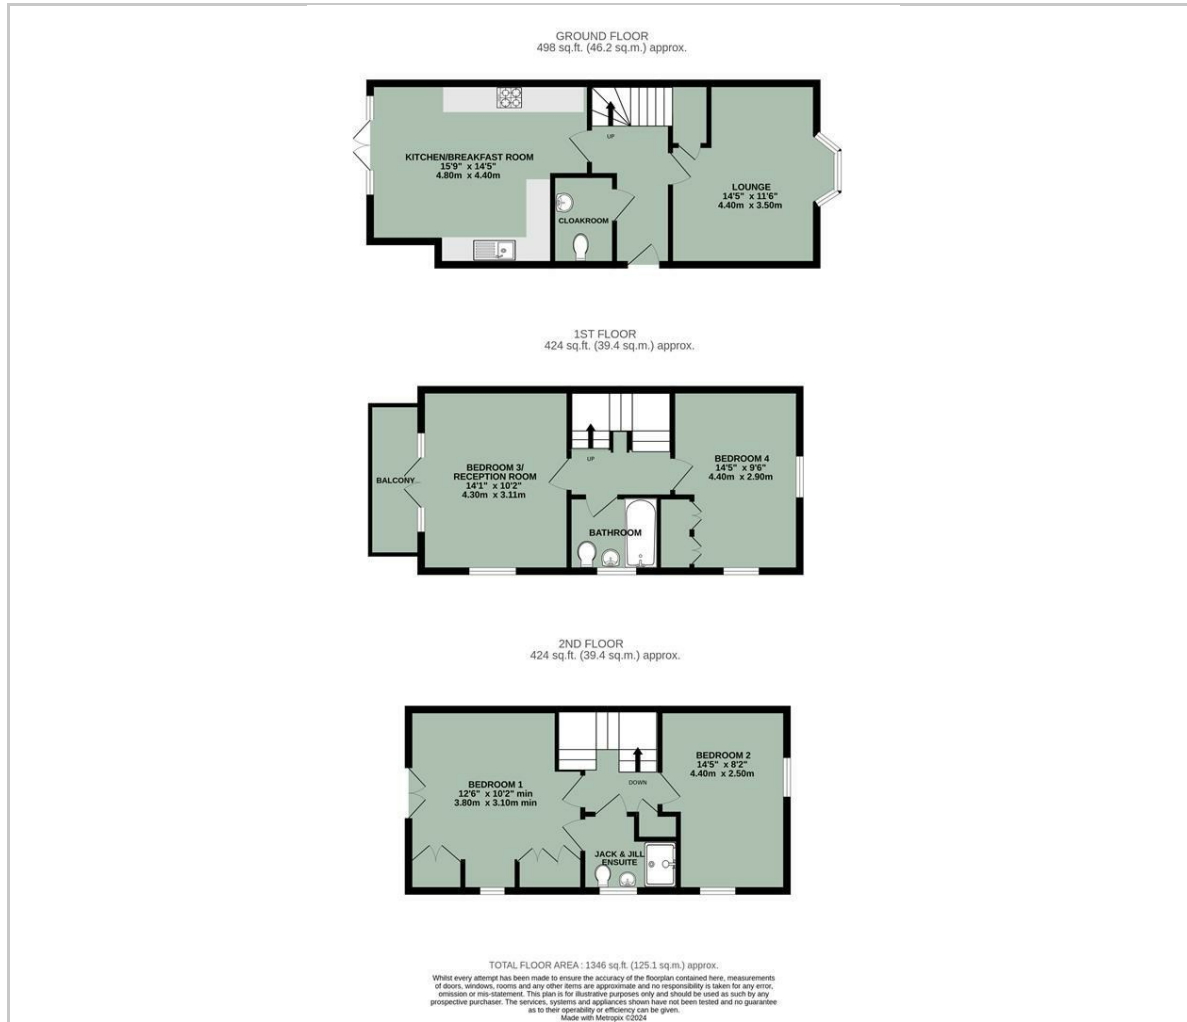 GROUND FLOOR
498 sq.ft. (46.2 sq.m.) approx.
KITCHEN/BREAKFAST ROOM
15'9" x 14'5"
4.80m x 4.40m
UP
LOUNGE
14'5" x 11'6"
4.40m x 3.50m
CLOAKROOM
1ST FLOOR
424 sq.ft. (39.4 sq.m.) approx.
BALCONY...
BEDROOM 3/
RECEPTION ROOM
14'1" x 10'2"
4.30m x 3.11m
UP
BEDROOM 4
14'5" x 9'6"
4.40m x 2.90m
BATHROOM
2ND FLOOR
424 sq.ft. (39.4 sq.m.) approx.
BEDROOM 1
12'6" x 10'2" min
3.80m x 3.10m min
DOWN
BEDROOM 2
14'5" x 8'2"
4.40m x 2.50m
JACK & JILL
ENSUITE
TOTAL FLOOR AREA : 1346 sq.ft. (125.1 sq.m.) approx.
Whilst every attempt has been made to ensure the accuracy of the floorplan contained here, measurements
of doors, windows, rooms and any other items are approximate and no responsibility is taken for any error,
omission or mis-statement. This plan is for illustrative purposes only and should be used as such by any
prospective purchaser. The services, systems and appliances shown have not been tested and no guarantee
as to their operability or efficiency can be given.
Made with Metropix ©2024